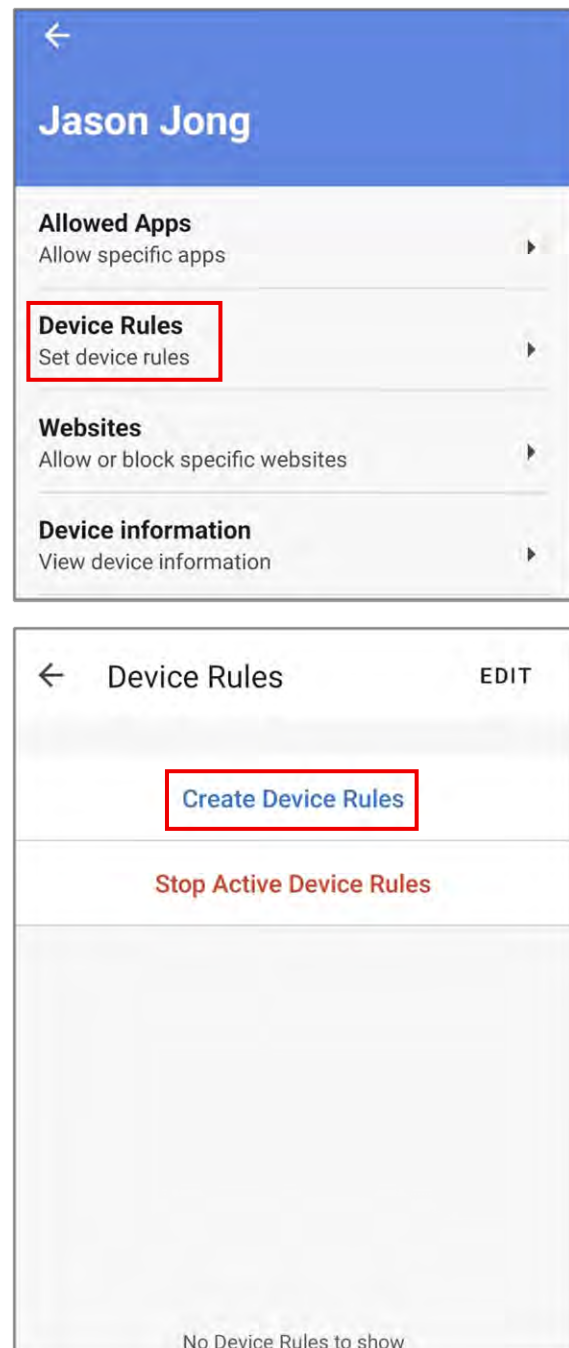 Jason Jong
Allowed Apps
Allow specific apps
Device Rules
Set device rules
Websites
Allow or block specific websites
Device information
View device information
Device Rules EDIT
Create Device Rules
Stop Active Device Rules
No Device Rules to show